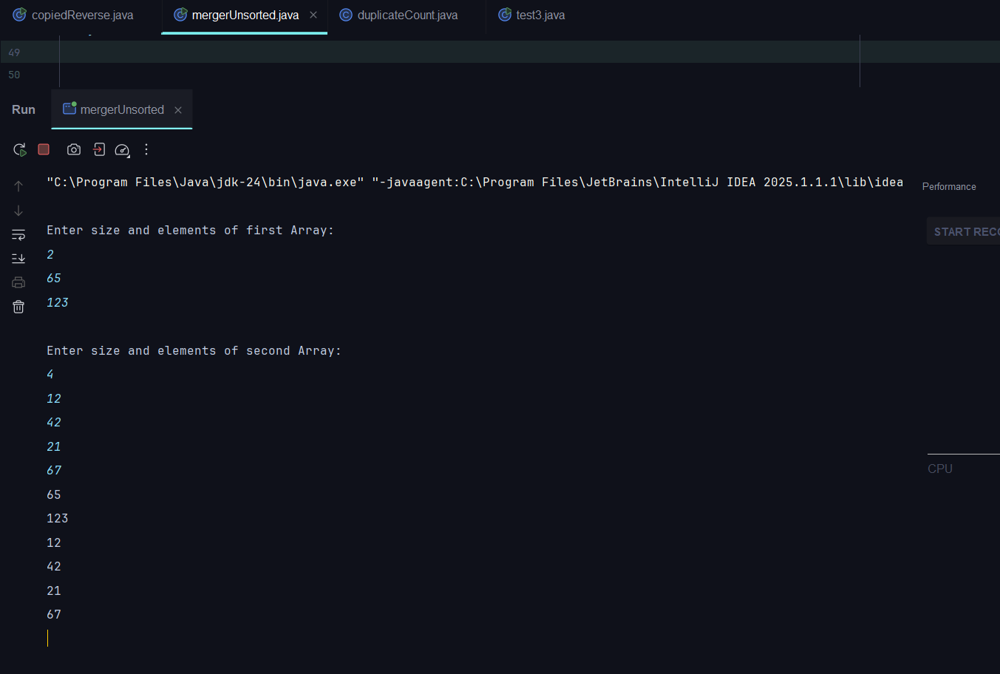 copiedReverse.java mergerUnsorted.java duplicateCount.java test3.java
49
50
Run mergerUnsorted
"C:\Program Files\Java\jdk-24\bin\java.exe" "-javaagent:C:\Program Files\JetBrains\IntelliJ IDEA 2025.1.1.1\lib\idea
Performance
Enter size and elements of first Array:
START RECO
2
65
123
Enter size and elements of second Array:
4
12
42
21
67
CPU
65
123
12
42
21
67